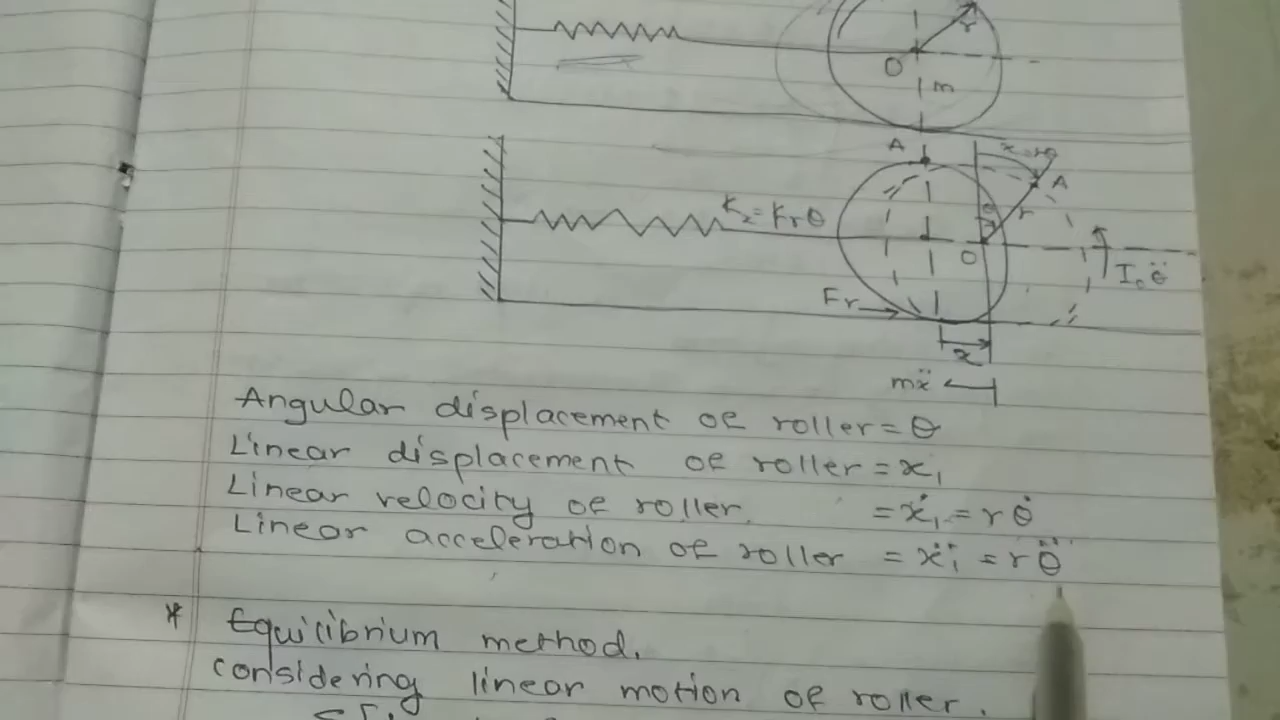 r
O
m
A
x=rθ
A
Kx=Krθ
θ
r
O
I₀θ̈
Fr
x
mẍ
Angular displacement of roller = θ
Linear displacement of roller = x₁
Linear velocity of roller. = ẋ₁ = rθ̇
Linear acceleration of roller = ẍ₁ = rθ̈
* Equilibrium method.
considering linear motion of roller.